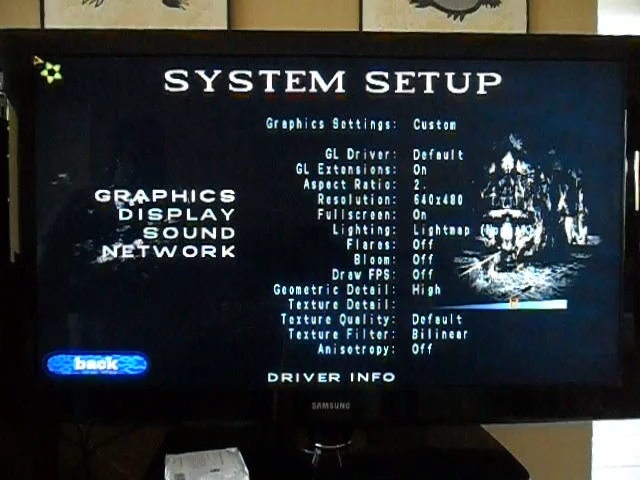 SYSTEM SETUP
Graphics Settings: Custom
GL Driver: Default
GL Extensions: On
Aspect Ratio: 2.
Resolution: 640x480
Fullscreen: On
Lighting: Lightmap
Flares: Off
Bloom: Off
Draw FPS: Off
Geometric Detail: High
Texture Detail:
Texture Quality: Default
Texture Filter: Bilinear
Anisotropy: Off
GRAPHICS
DISPLAY
SOUND
NETWORK
back
DRIVER INFO
SAMSUNG